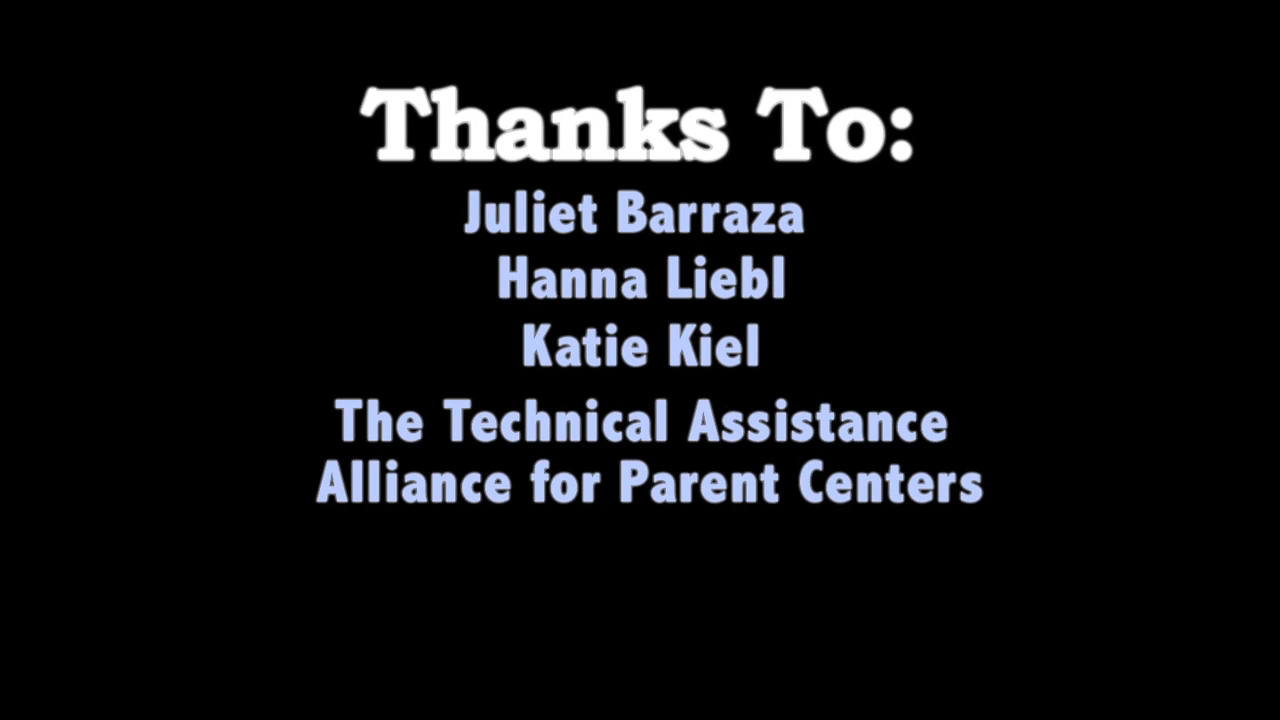 Thanks To:
Juliet Barraza
Hanna Liebl
Katie Kiel
The Technical Assistance
Alliance for Parent Centers